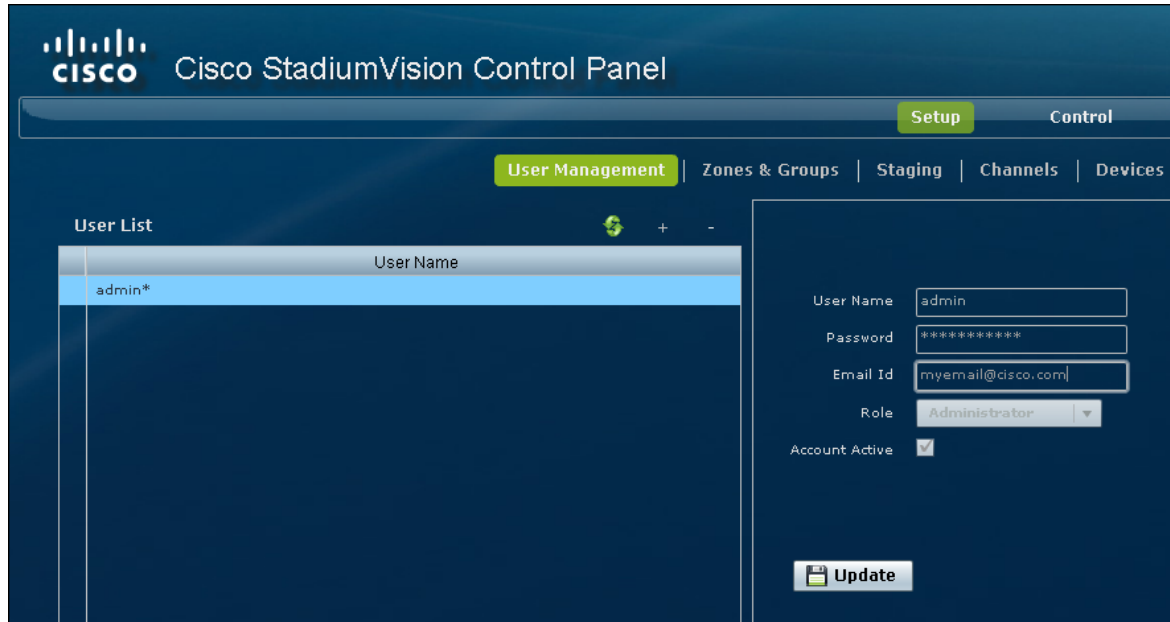 CISCO Cisco StadiumVision Control Panel
Setup Control
User Management | Zones & Groups | Staging | Channels | Devices
User List + -
User Name
admin*
User Name admin
Password ***********
Email Id myemail@cisco.com
Role Administrator
Account Active
Update